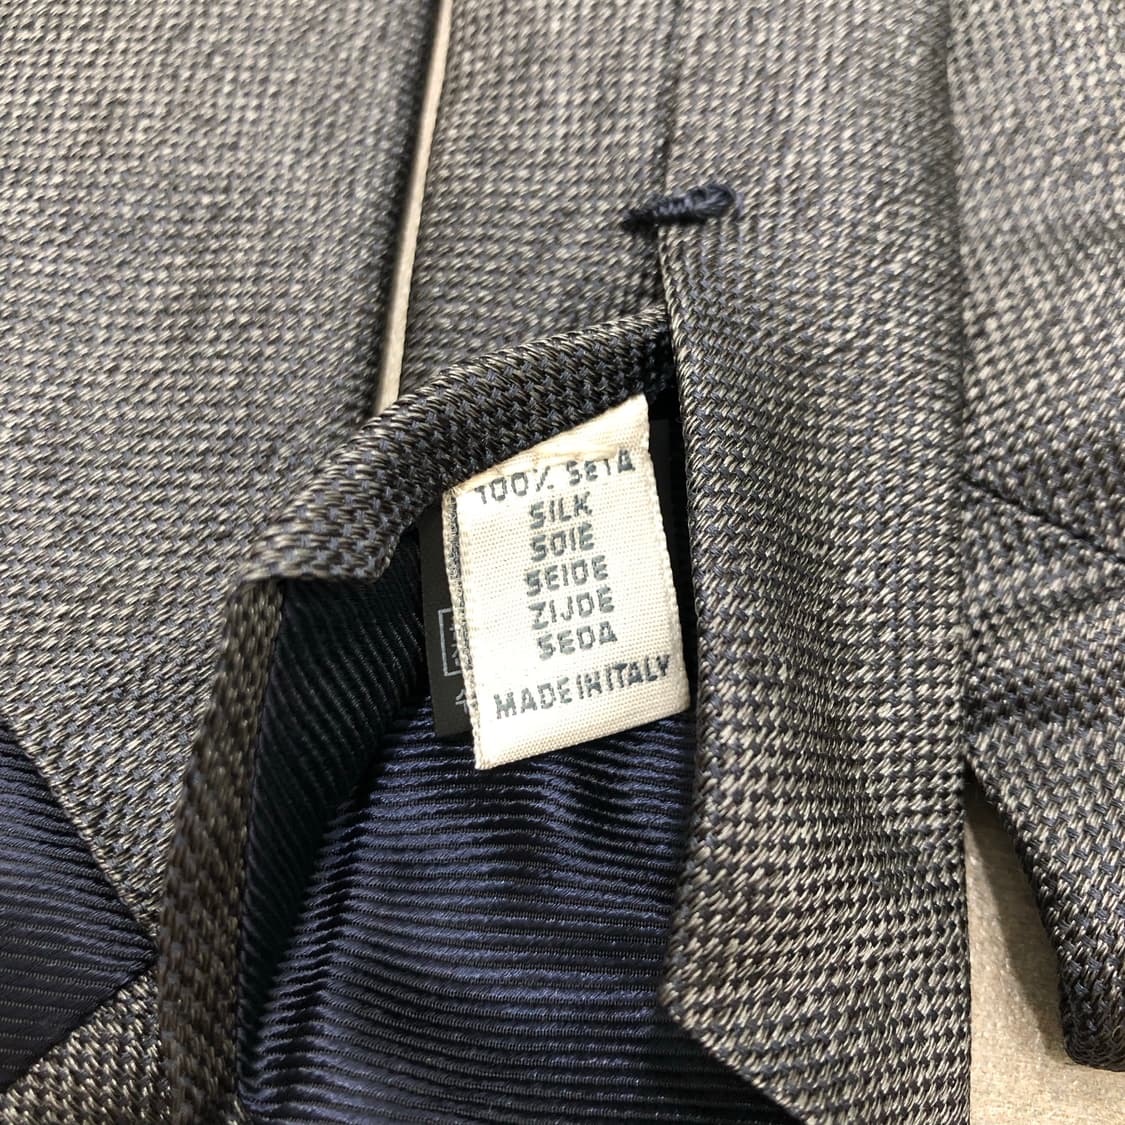 100% SETA
SILK
SOIE
SEIDE
ZIJDE
SEDA
MADE IN ITALY